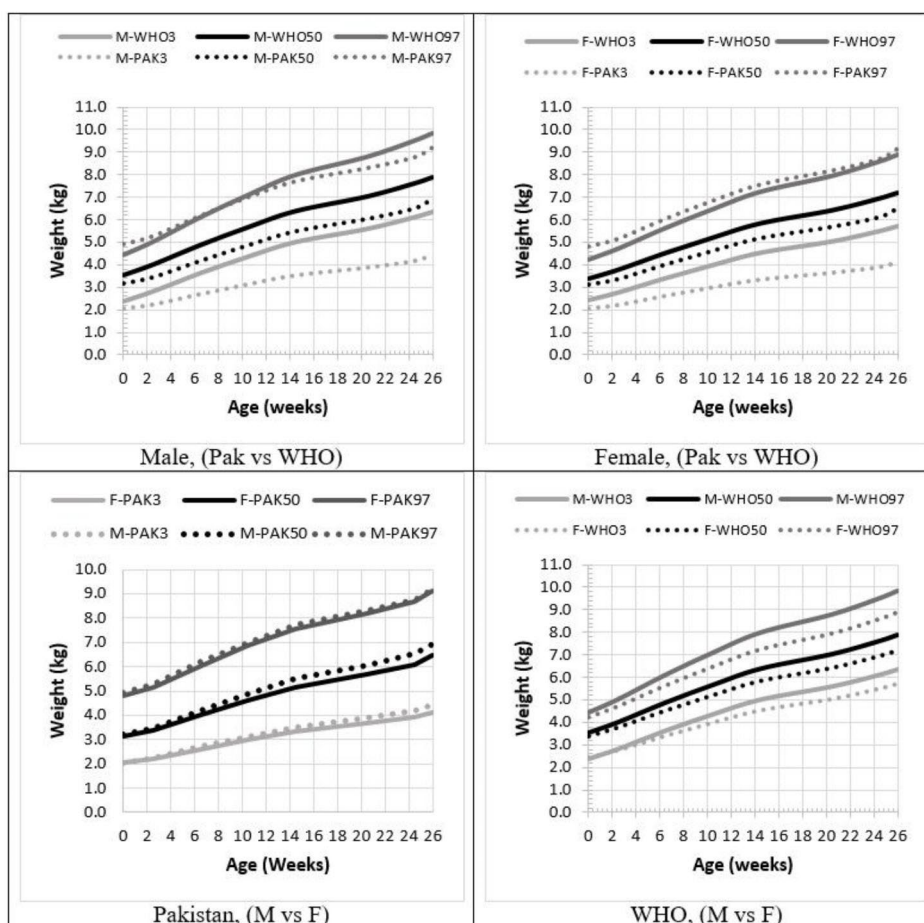 M-WHO3 M-WHO50 M-WHO97
M-PAK3 M-PAK50 M-PAK97
11.0
10.0
9.0
8.0
7.0
6.0
5.0
4.0
3.0
2.0
1.0
0.0
Weight (kg)
0 2 4 6 8 10 12 14 16 18 20 22 24 26
Age (weeks)
Male, (Pak vs WHO)
F-WHO3 F-WHO50 F-WHO97
F-PAK3 F-PAK50 F-PAK97
11.0
10.0
9.0
8.0
7.0
6.0
5.0
4.0
3.0
2.0
1.0
0.0
Weight (kg)
0 2 4 6 8 10 12 14 16 18 20 22 24 26
Age (weeks)
Female, (Pak vs WHO)
F-PAK3 F-PAK50 F-PAK97
M-PAK3 M-PAK50 M-PAK97
10.0
9.0
8.0
7.0
6.0
5.0
4.0
3.0
2.0
1.0
0.0
Weight (kg)
0 2 4 6 8 10 12 14 16 18 20 22 24 26
Age (Weeks)
Pakistan, (M vs F)
M-WHO3 M-WHO50 M-WHO97
F-WHO3 F-WHO50 F-WHO97
11.0
10.0
9.0
8.0
7.0
6.0
5.0
4.0
3.0
2.0
1.0
0.0
Weight (kg)
0 2 4 6 8 10 12 14 16 18 20 22 24 26
Age (weeks)
WHO, (M vs F)